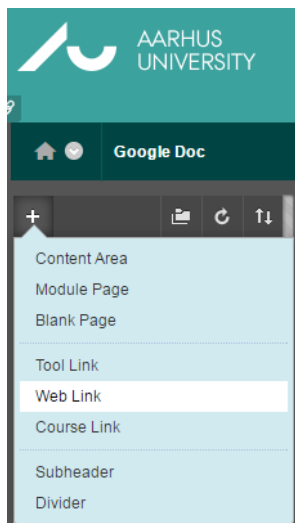 AARHUS
UNIVERSITY
Google Doc
Content Area
Module Page
Blank Page
Tool Link
Web Link
Course Link
Subheader
Divider